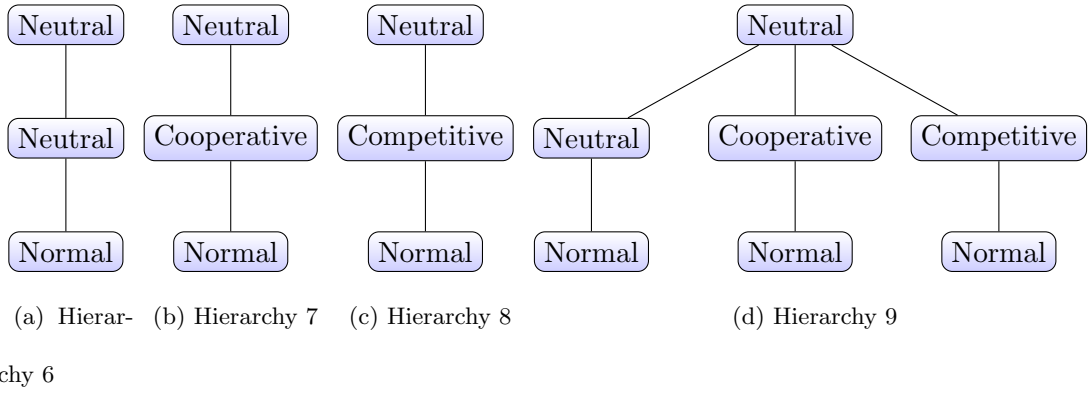 Neutral
Neutral
Normal
(a) Hierar-
chy 6
Neutral
Cooperative
Normal
(b) Hierarchy 7
Neutral
Competitive
Normal
(c) Hierarchy 8
Neutral
Neutral Cooperative Competitive
Normal Normal Normal
(d) Hierarchy 9